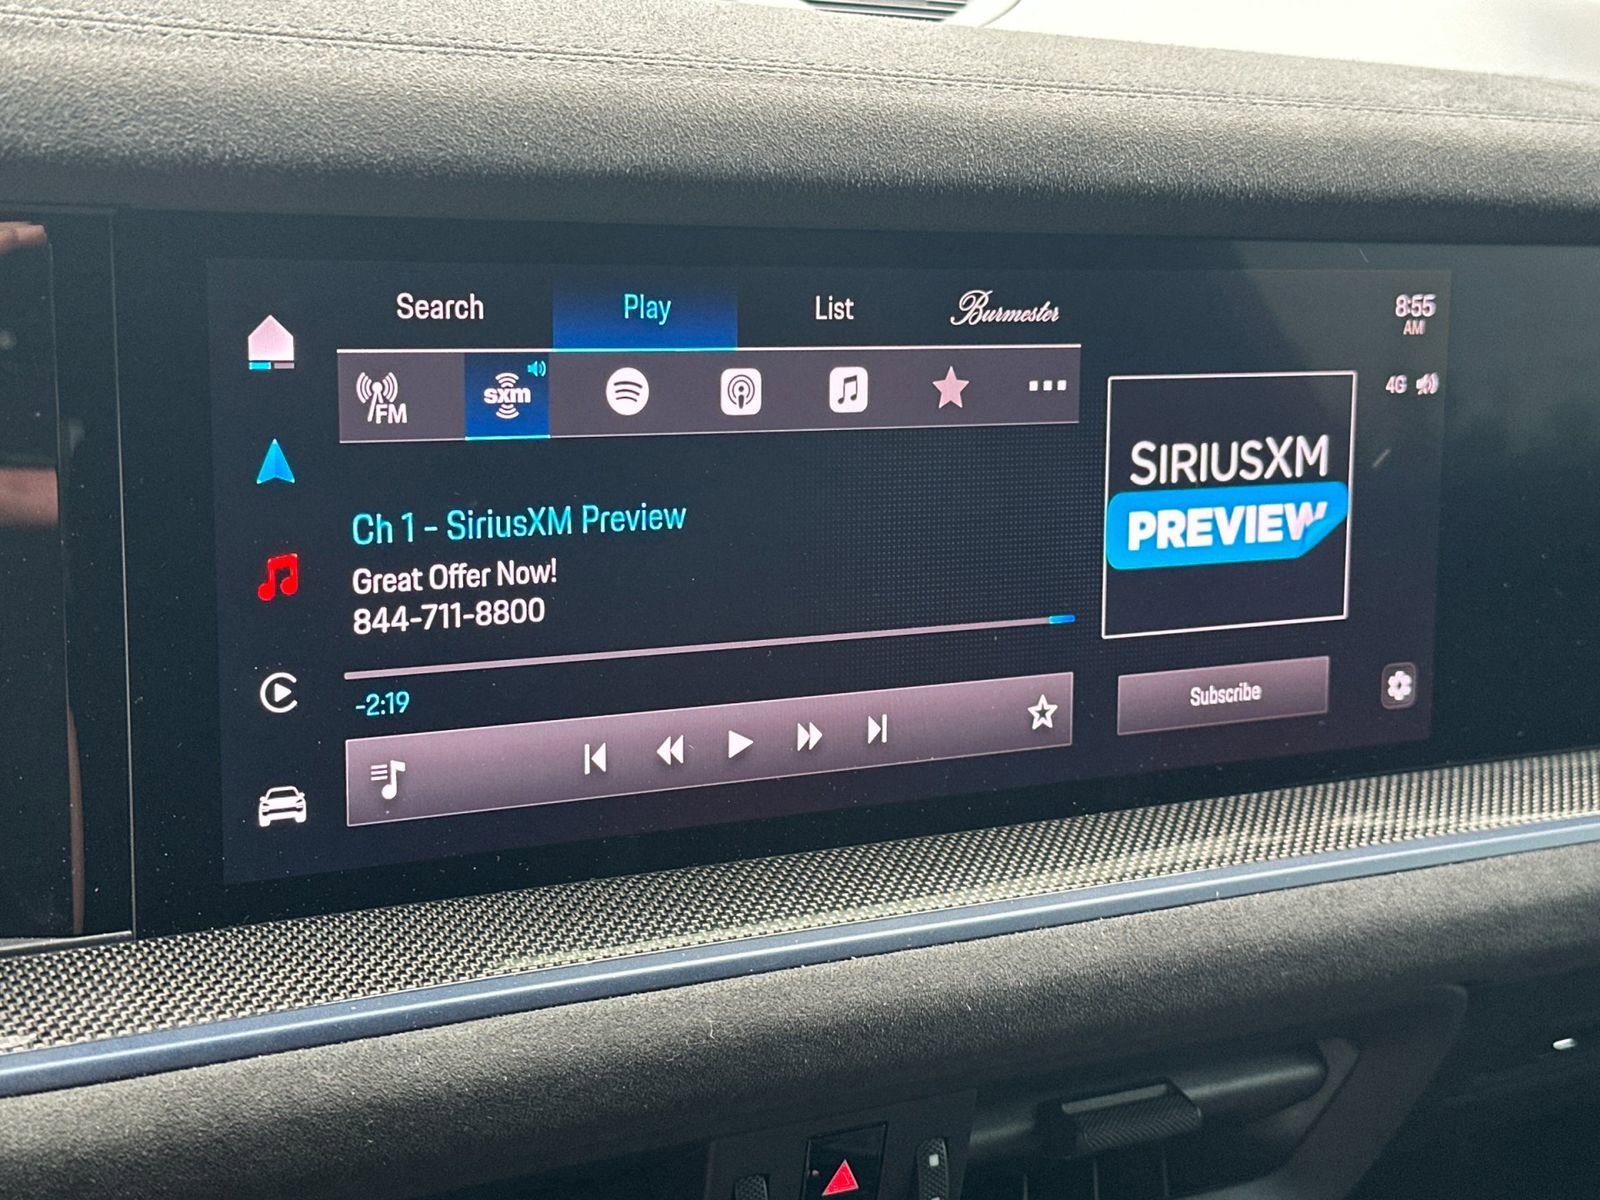 Search
Play
List
Burmester
8:55
AM
FM
sxm
4G
SIRIUSXM
PREVIEW
Ch 1 - SiriusXM Preview
Great Offer Now!
844-711-8800
-2:19
Subscribe